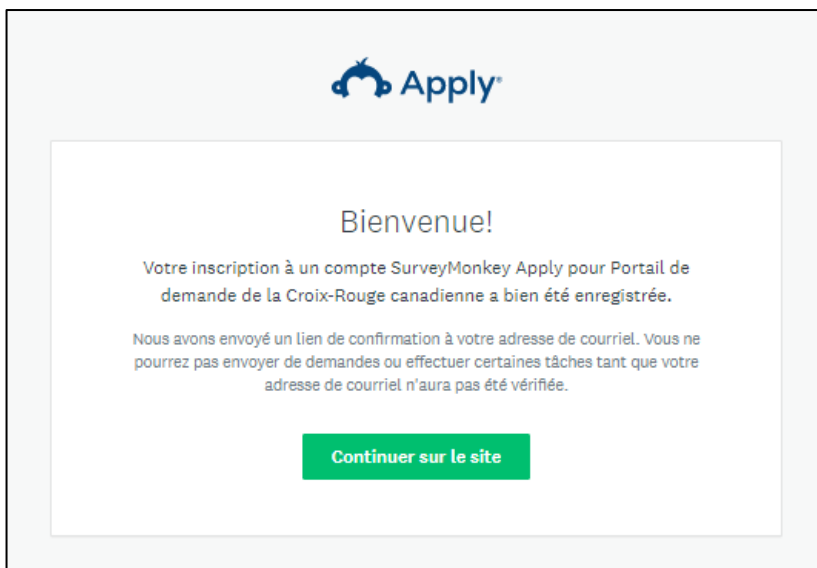 Apply®
Bienvenue!
Votre inscription à un compte SurveyMonkey Apply pour Portail de
demande de la Croix-Rouge canadienne a bien été enregistrée.
Nous avons envoyé un lien de confirmation à votre adresse de courriel. Vous ne
pourrez pas envoyer de demandes ou effectuer certaines tâches tant que votre
adresse de courriel n'aura pas été vérifiée.
Continuer sur le site